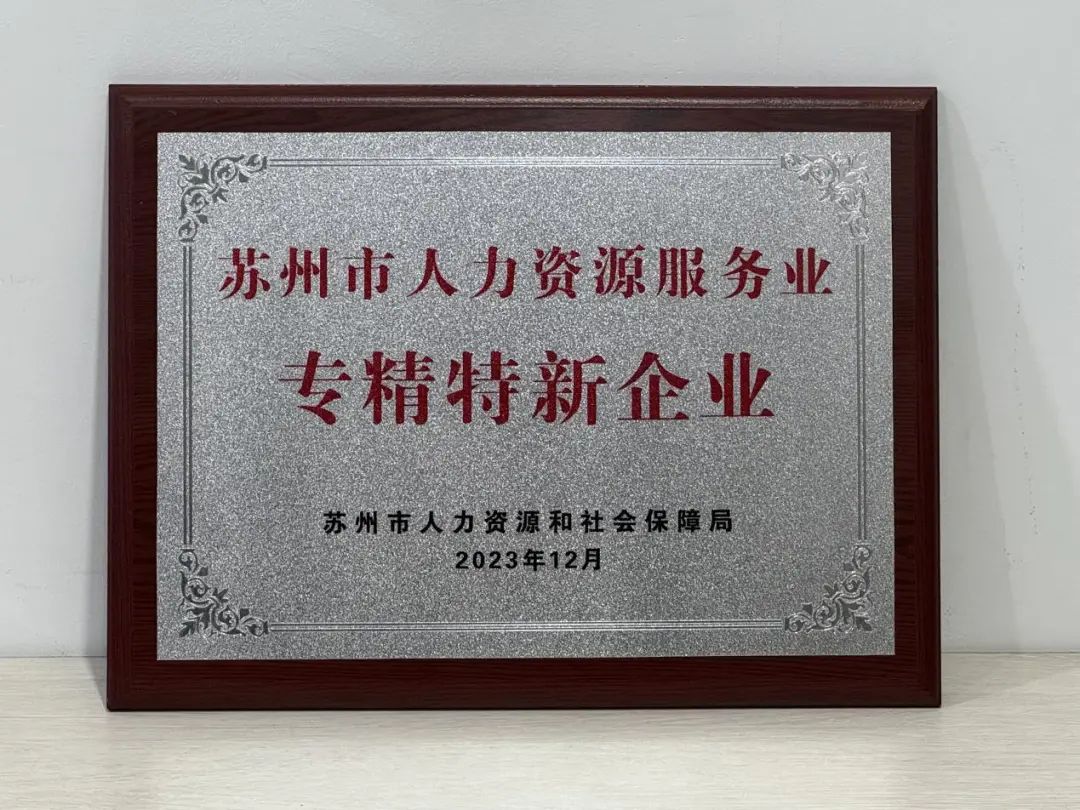 苏州市人力资源服务业
专精特新企业
苏州市人力资源和社会保障局
2023年12月